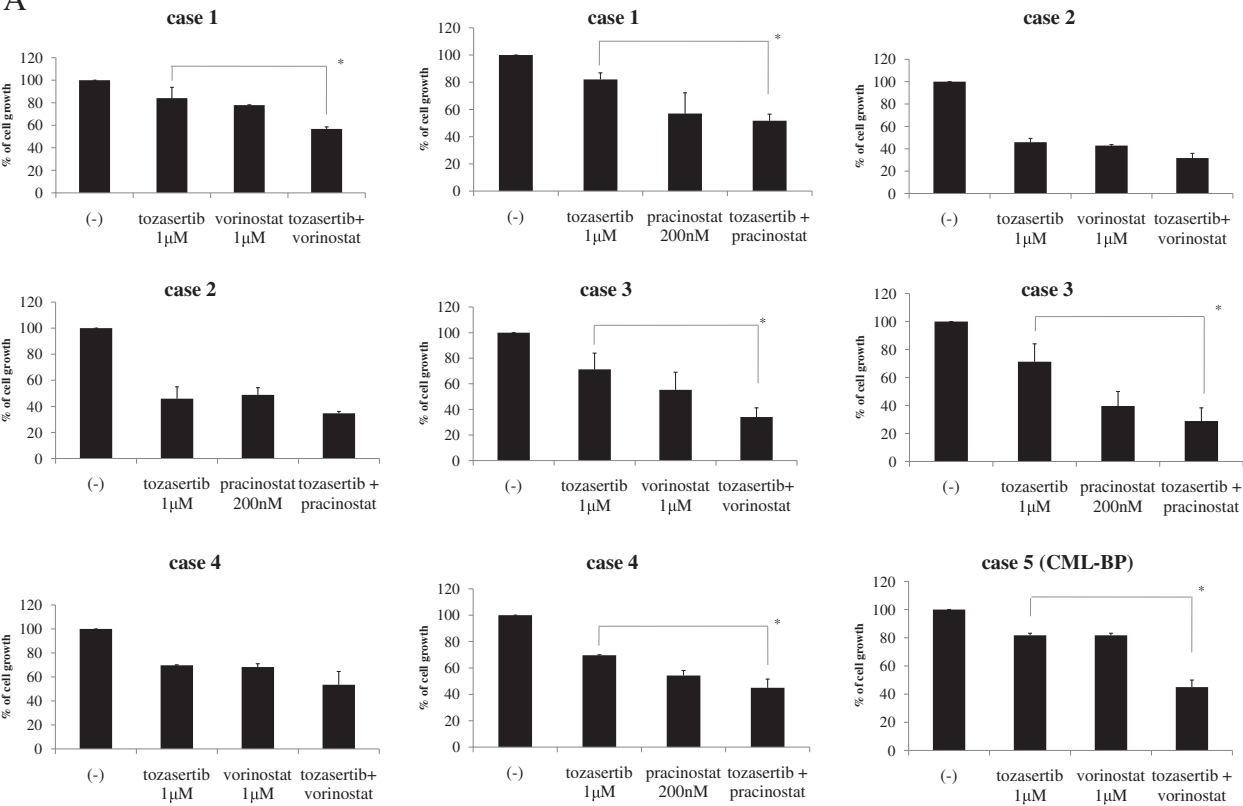 A
case 1
% of cell growth
120
100
80
60
40
20
0
*
(-)
tozasertib
1μM
vorinostat
1μM
tozasertib+
vorinostat
case 1
% of cell growth
120
100
80
60
40
20
0
*
(-)
tozasertib
1μM
pracinostat
200nM
tozasertib +
pracinostat
case 2
% of cell growth
120
100
80
60
40
20
0
(-)
tozasertib
1μM
vorinostat
1μM
tozasertib+
vorinostat
case 2
% of cell growth
120
100
80
60
40
20
0
(-)
tozasertib
1μM
pracinostat
200nM
tozasertib +
pracinostat
case 3
% of cell growth
120
100
80
60
40
20
0
*
(-)
tozasertib
1μM
vorinostat
1μM
tozasertib+
vorinostat
case 3
% of cell growth
120
100
80
60
40
20
0
*
(-)
tozasertib
1μM
pracinostat
200nM
tozasertib +
pracinostat
case 4
% of cell growth
120
100
80
60
40
20
0
(-)
tozasertib
1μM
vorinostat
1μM
tozasertib+
vorinostat
case 4
% of cell growth
120
100
80
60
40
20
0
*
(-)
tozasertib
1μM
pracinostat
200nM
tozasertib +
pracinostat
case 5 (CML-BP)
% of cell growth
120
100
80
60
40
20
0
*
(-)
tozasertib
1μM
vorinostat
1μM
tozasertib +
vorinostat